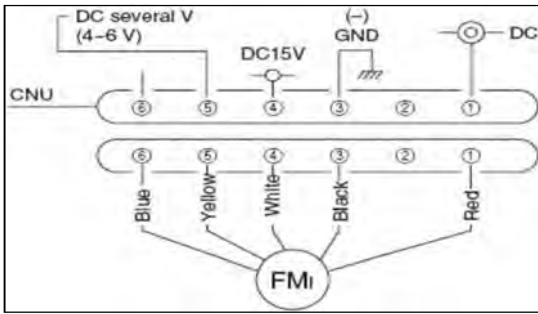 DC several V
(4–6 V)
DC15V
(–)
GND
DC
CNU
⑥ ⑤ ④ ③ ② ①
⑥ ⑤ ④ ③ ② ①
Blue
Yellow
White
Black
Red
FMI